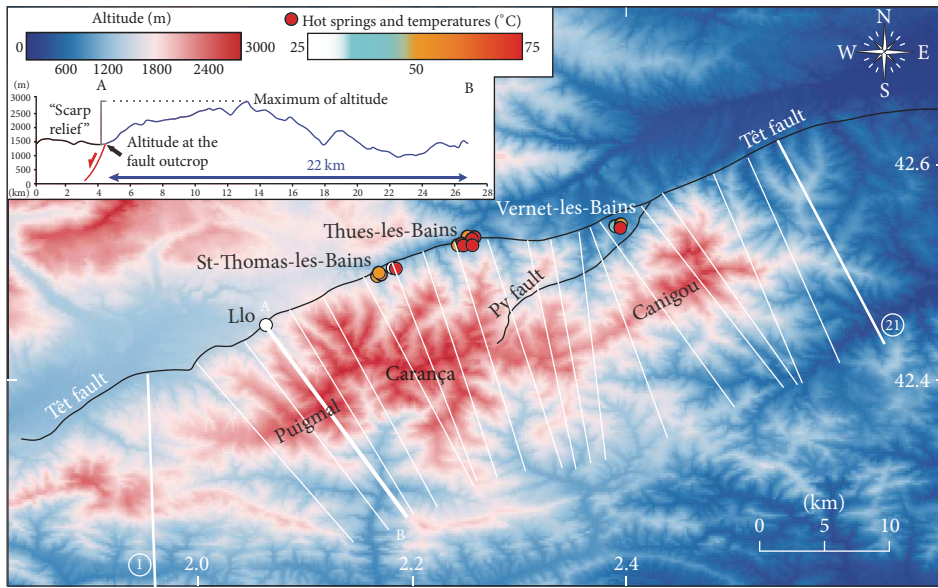 Altitude (m)
0
3000
600 1200 1800 2400
Hot springs and temperatures (°C)
25
75
50
N
W E
S
A
B
(m)
3000
2500
2000
1500
1000
500
0
(km)
0 2 4 6 8 10 12 14 16 18 20 22 24 26 28
"Scarp
relief"
Maximum of altitude
Altitude at the
fault outcrop
22 km
Têt fault
42.6
Vernet-les-Bains
Thues-les-Bains
St-Thomas-les-Bains
Py fault
Canigou
A
Llo
21
Carança
42.4
Têt fault
Puigmal
B
(km)
0 5 10
1
2.0
2.2
2.4